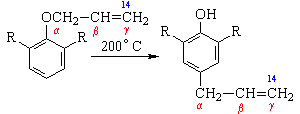 14
OCH₂—CH=CH₂
α β γ
R R
200°C
OH
R R
14
CH₂—CH=CH₂
α β γ